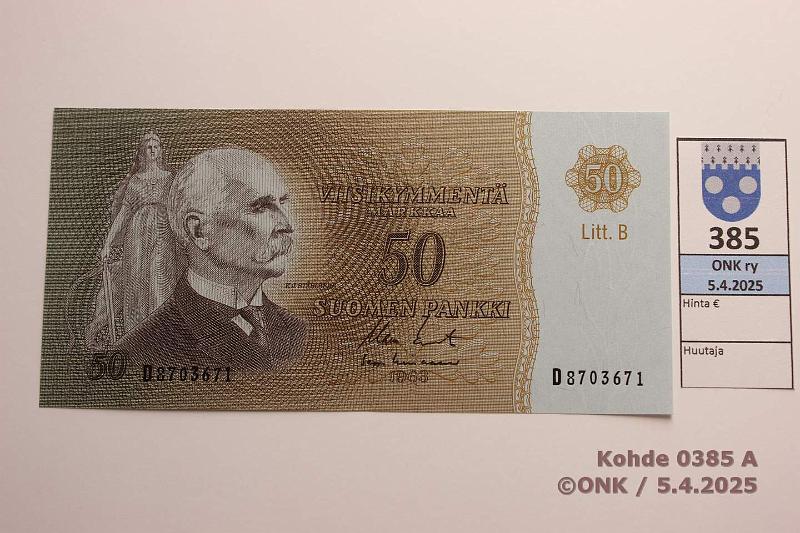 VIISIKYMMENTÄ
MARKKAA
50
SUOMEN PANKKI
50
D8703671
50
Litt. B
D8703671
385
ONK ry
5.4.2025
Hinta €
Huutaja
Kohde 0385 A
©ONK / 5.4.2025